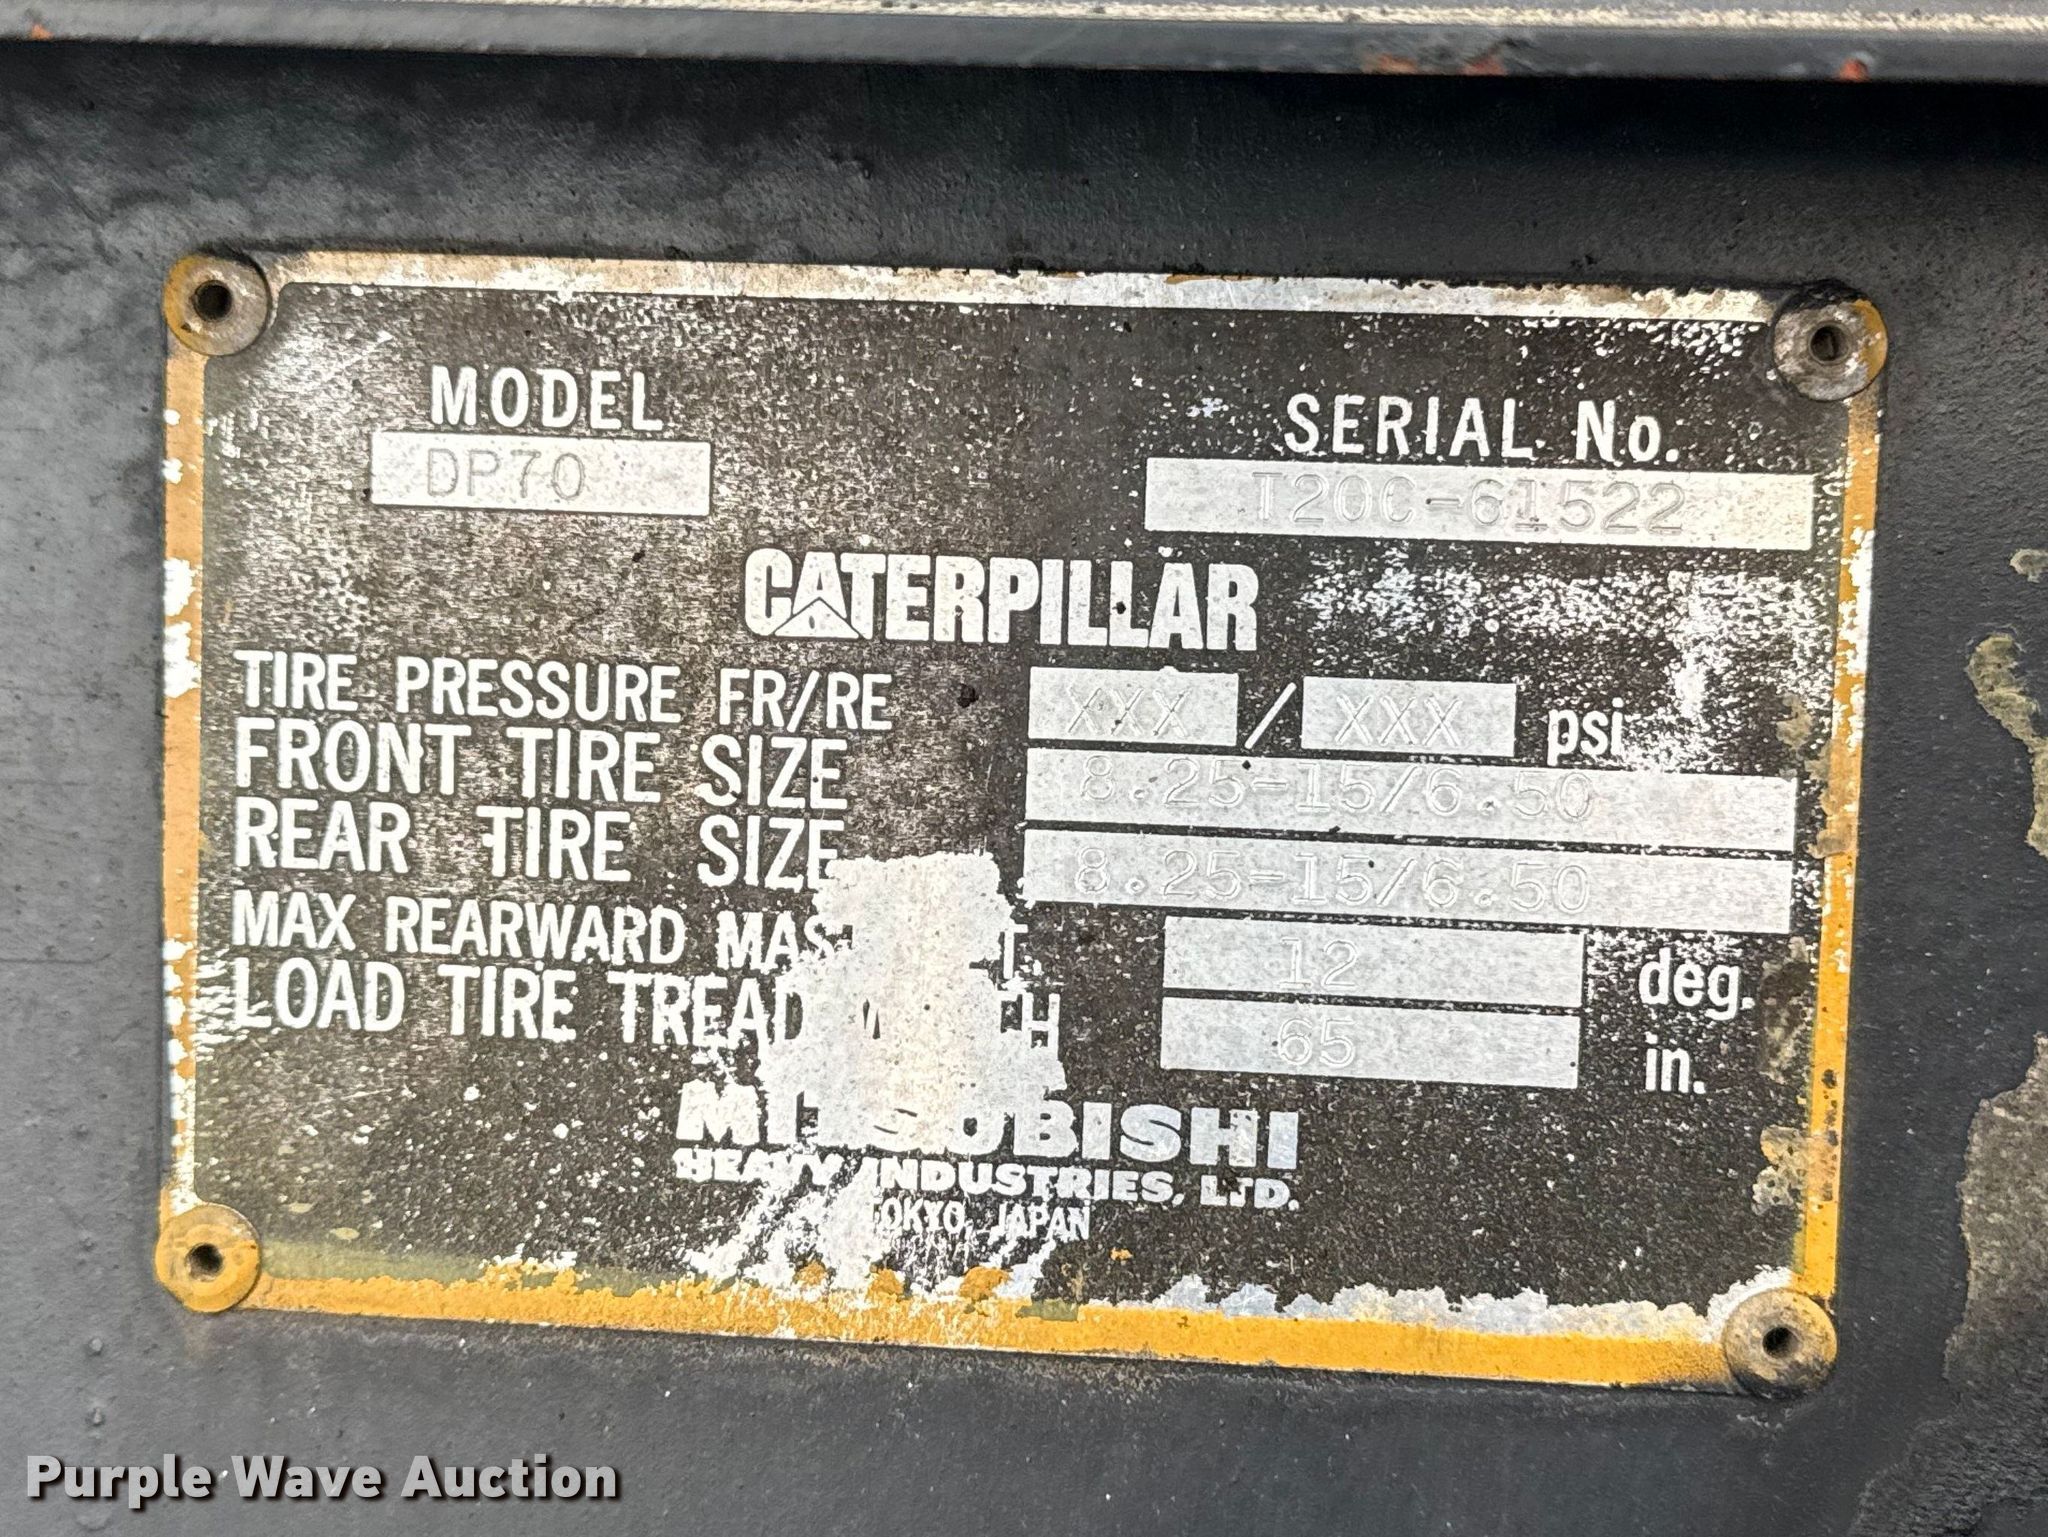 MODEL
DP70
SERIAL No.
T20C-61522
CATERPILLAR
TIRE PRESSURE FR/RE XXX / XXX psi
FRONT TIRE SIZE 8.25-15/6.50
REAR TIRE SIZE 8.25-15/6.50
MAX REARWARD 12 deg.
LOAD TIRE TREAD 65 in.
MITSUBISHI
HEAVY INDUSTRIES, LTD.
TOKYO, JAPAN
Purple Wave Auction